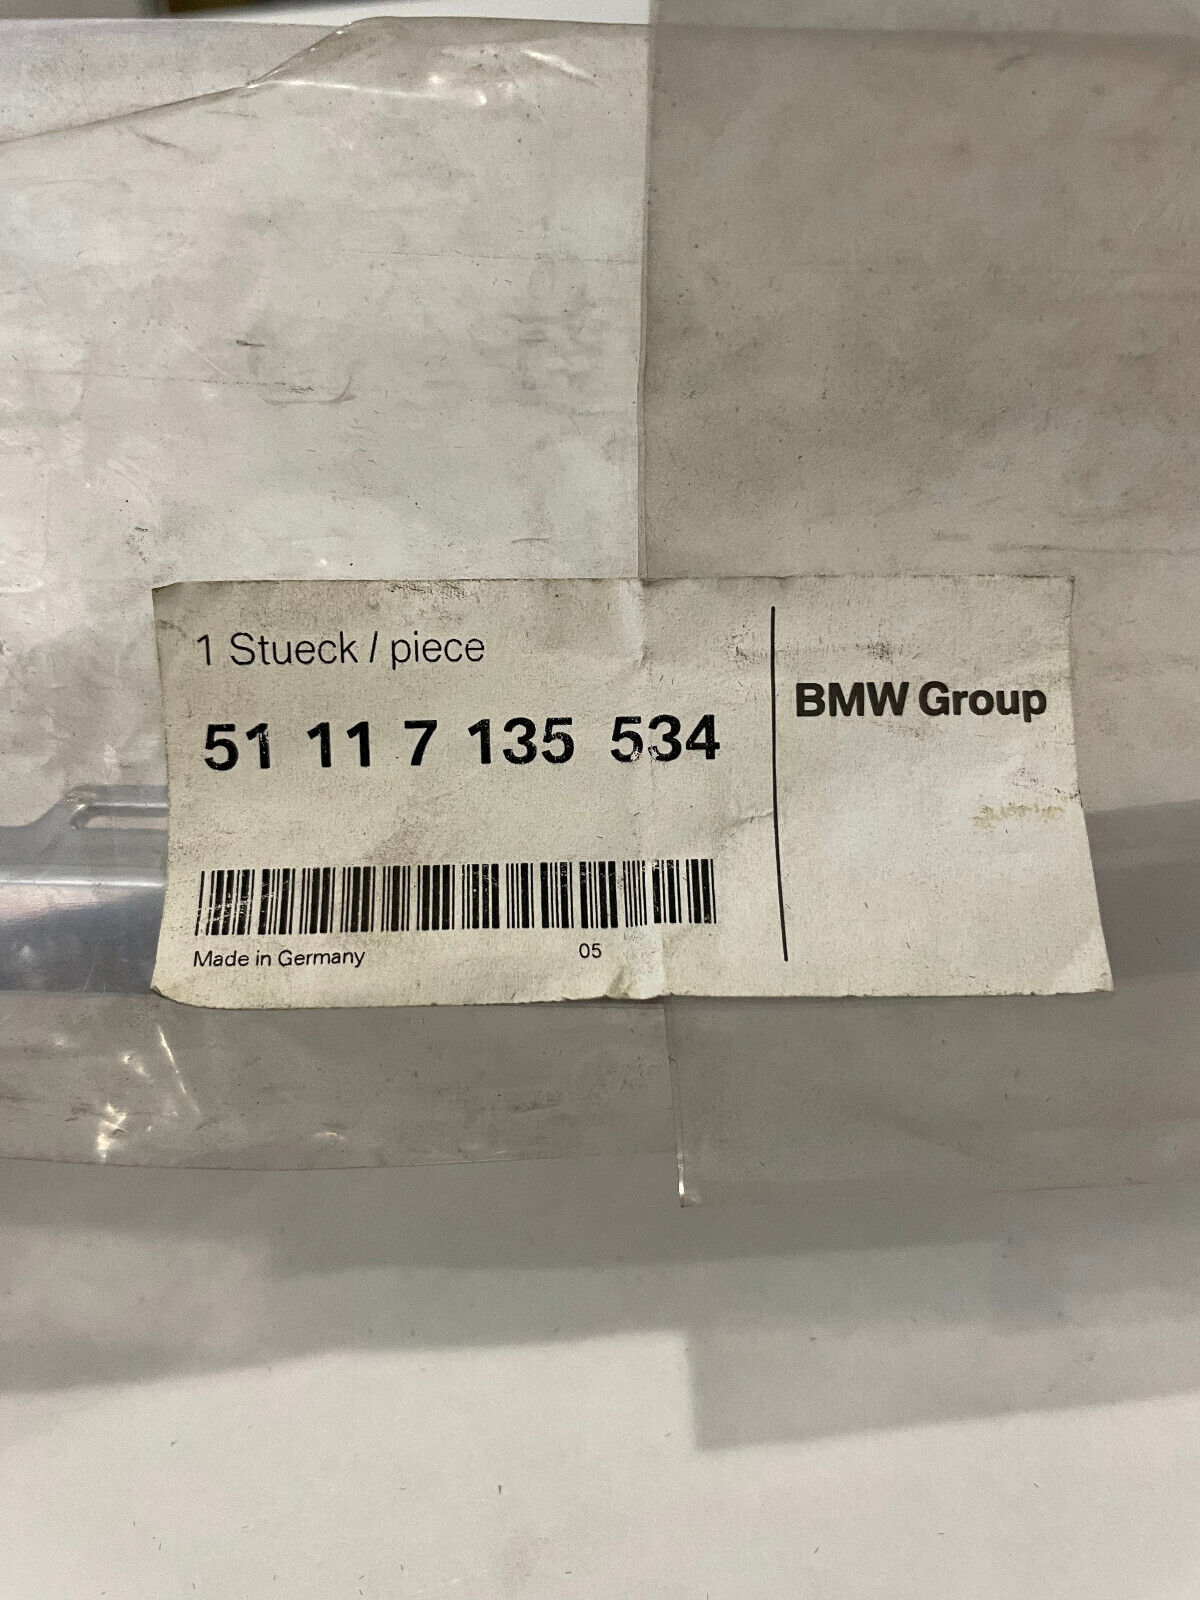 1 Stueck / piece
51 11 7 135 534
BMW Group
Made in Germany 05